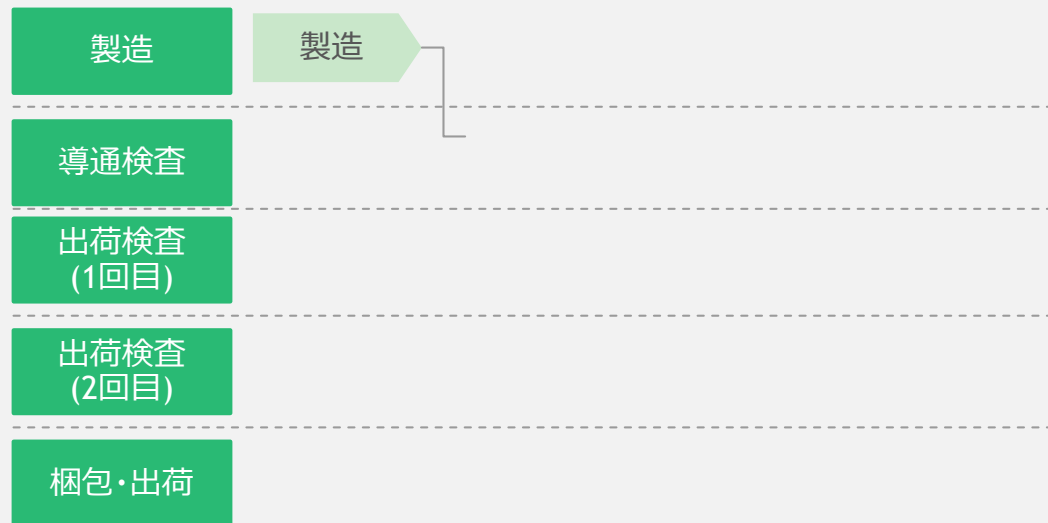 製造
製造
導通検査
出荷検査
(1回目)
出荷検査
(2回目)
梱包・出荷